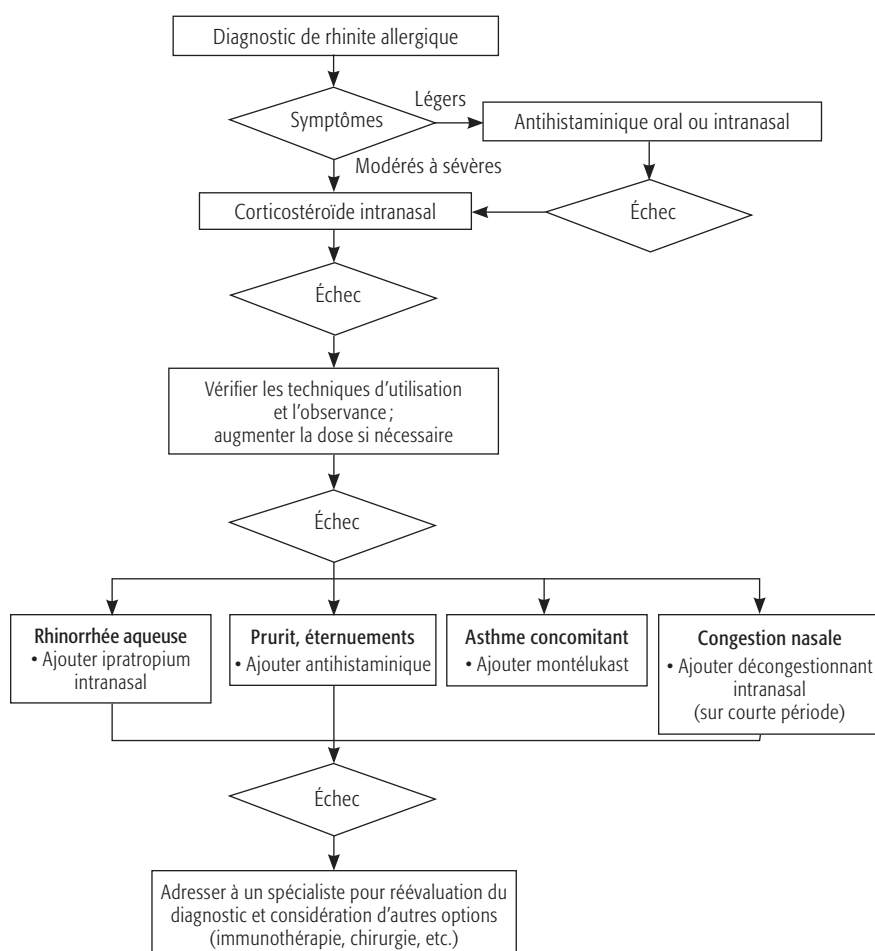 Diagnostic de rhinite allergique
Symptômes
Légers
Antihistaminique oral ou intranasal
Modérés à sévères
Corticostéroïde intranasal
Échec
Échec
Vérifier les techniques d’utilisation
et l’observance ;
augmenter la dose si nécessaire
Échec
Rhinorrhée aqueuse
• Ajouter ipratropium
intranasal
Prurit, éternuements
• Ajouter antihistaminique
Asthme concomitant
• Ajouter montélukast
Congestion nasale
• Ajouter décongestionnant
intranasal
(sur courte période)
Échec
Adresser à un spécialiste pour réévaluation du
diagnostic et considération d’autres options
(immunothérapie, chirurgie, etc.)